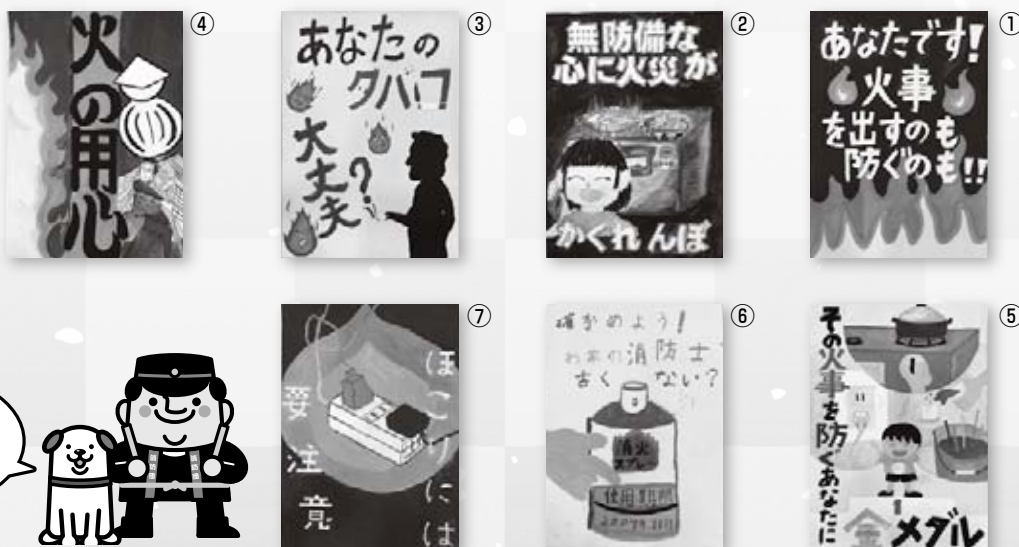 ①
あなたです!
火事
を出すのも
防ぐのも!!
②
無防備な
心に火災が
かくれんぼ
③
あなたの
タバコ
大丈夫?
④
火の用心
⑤
その火事を防ぐあなたに
金メダル
⑥
確かめよう!
わが家の消防士
古くない?
消火
スプレー
使用期限
⑦
ほこりには
要注意